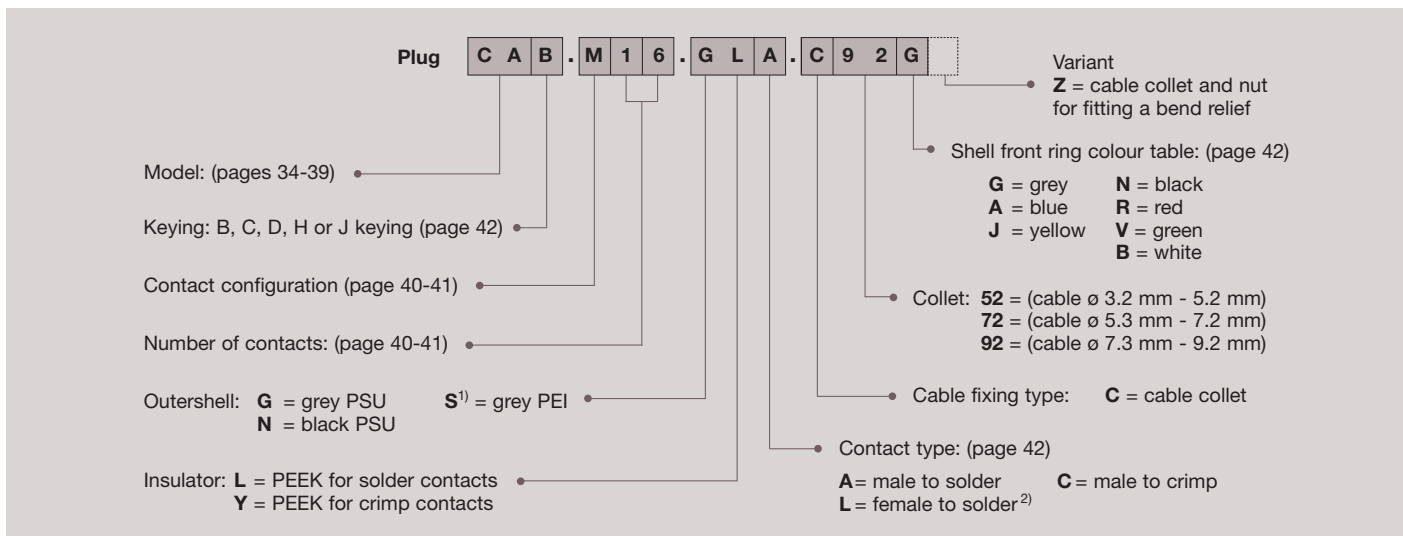 Plug CAB.M16.GLA.C92G
Variant
Z = cable collet and nut
for fitting a bend relief
Shell front ring colour table: (page 42)
G = grey N = black
A = blue R = red
J = yellow V = green
B = white
Model: (pages 34-39)
Keying: B, C, D, H or J keying (page 42)
Contact configuration (page 40-41)
Collet: 52 = (cable ø 3.2 mm - 5.2 mm)
72 = (cable ø 5.3 mm - 7.2 mm)
92 = (cable ø 7.3 mm - 9.2 mm)
Number of contacts: (page 40-41)
Outershell: G = grey PSU S1) = grey PEI
N = black PSU
Cable fixing type: C = cable collet
Contact type: (page 42)
A = male to solder C = male to crimp
L = female to solder 2)
Insulator: L = PEEK for solder contacts
Y = PEEK for crimp contacts